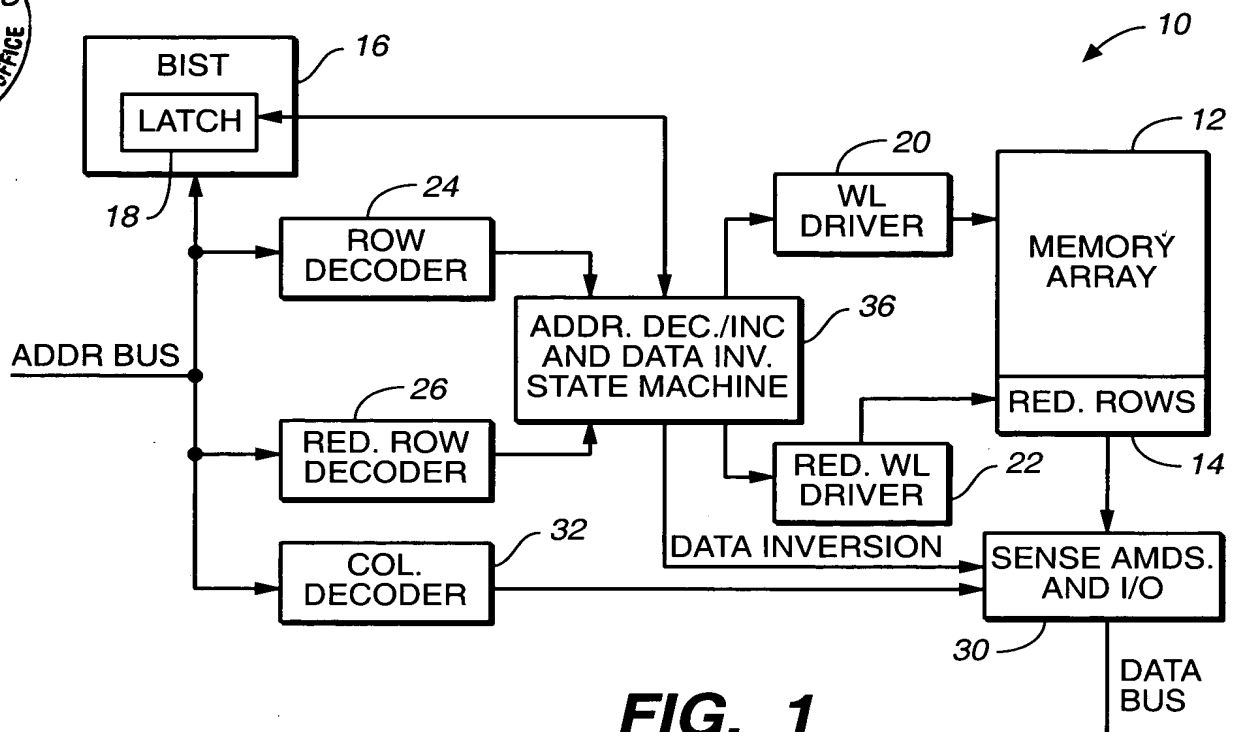 OFFICE
10
16
BIST
LATCH
18
12
20
WL
DRIVER
24
ROW
DECODER
MEMORY
ARRAY
36
ADDR. DEC./INC
AND DATA INV.
STATE MACHINE
ADDR BUS
26
RED. ROW
DECODER
RED. ROWS
14
RED. WL
DRIVER
22
32
COL.
DECODER
DATA INVERSION
SENSE AMDS.
AND I/O
30
DATA
BUS
FIG. 1